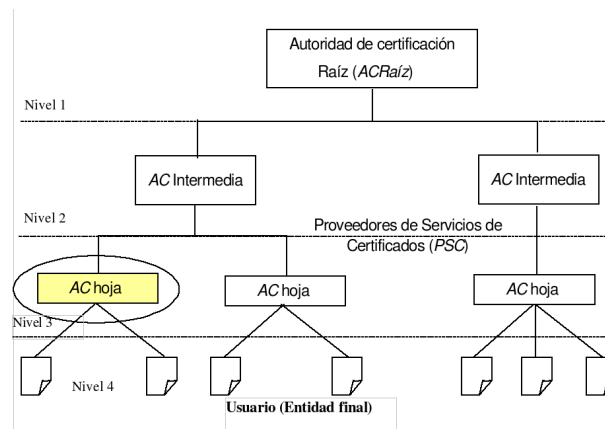 Autoridad de certificación
Raíz (ACRaíz)
Nivel 1
AC Intermedia
AC Intermedia
Nivel 2
Proveedores de Servicios de
Certificados (PSC)
AC hoja
AC hoja
AC hoja
Nivel 3
Nivel 4
Usuario (Entidad final)